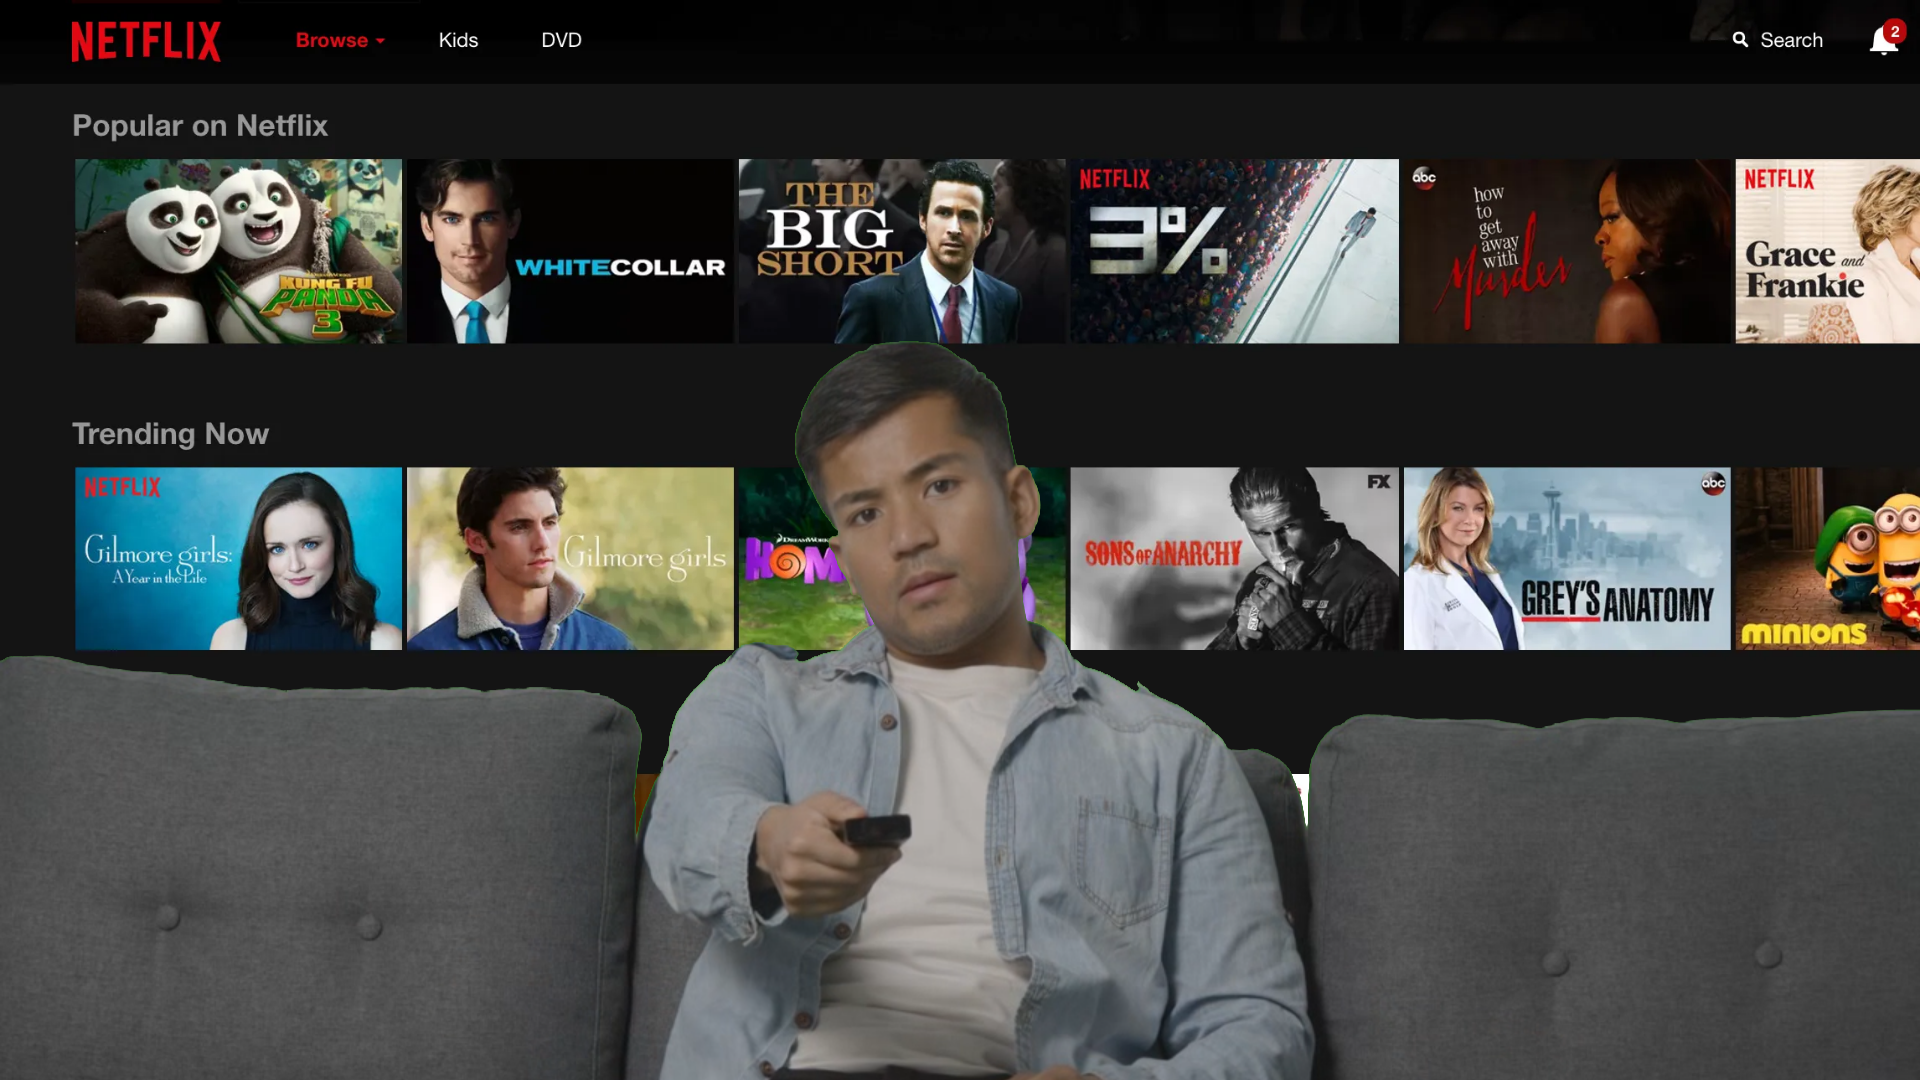 NETFLIX Browse Kids DVD Search 2
Popular on Netflix
DREAMWORKS
KUNG FU
PANDA
3
WHITECOLLAR
THE
BIG
SHORT
NETFLIX
3%
abc
how
to
get
away
with
Murder
NETFLIX
Grace and
Frankie
Trending Now
NETFLIX
Gilmore girls:
A Year in the Life
Gilmore girls
DREAMWORK
HOM
FX
SONS OF ANARCHY
abc
GREY'S ANATOMY
MINIONS